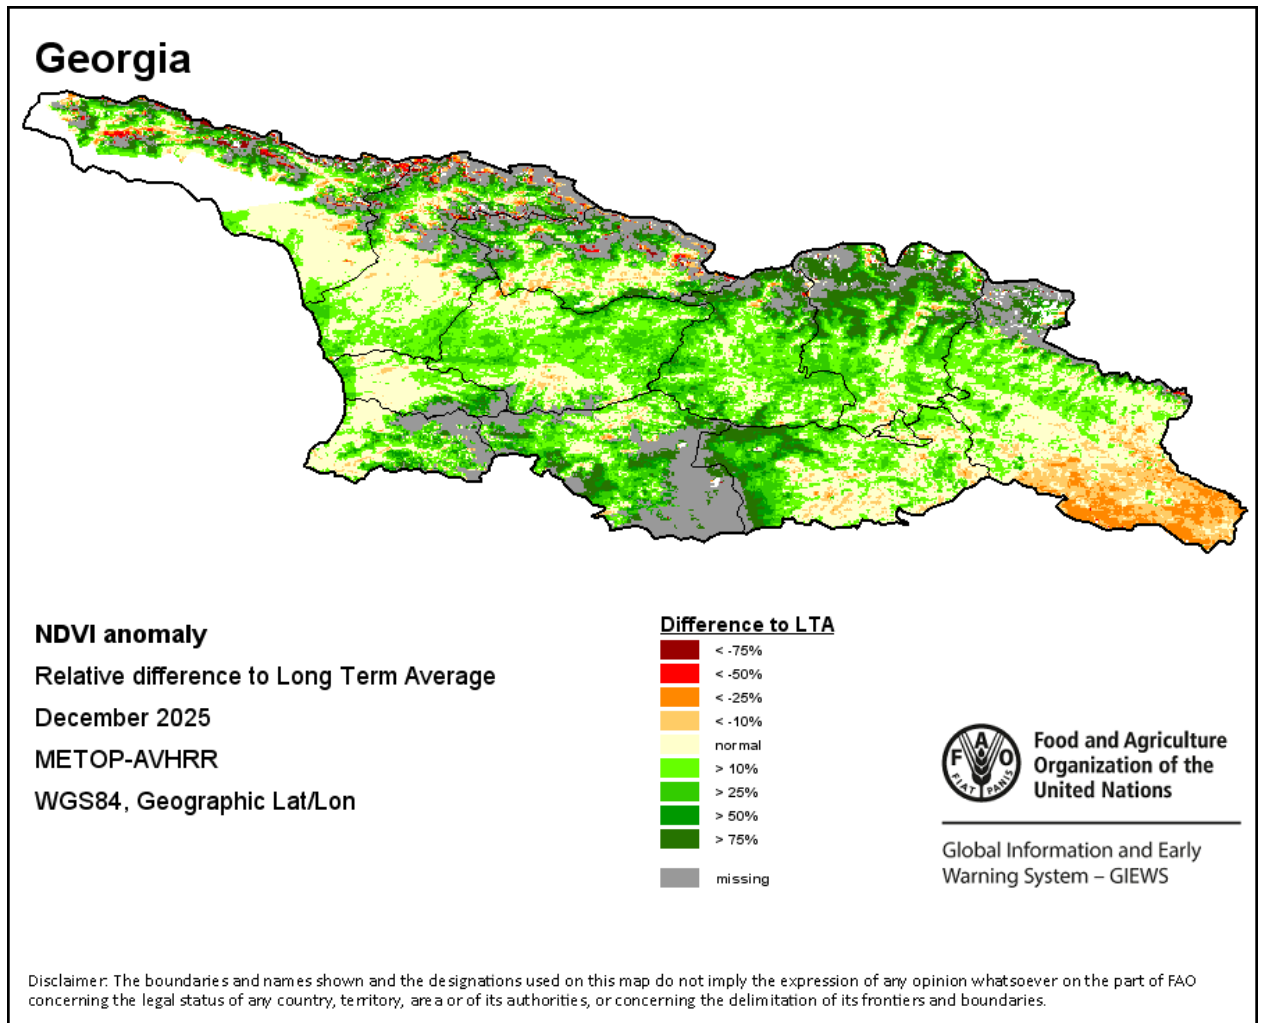 Georgia
NDVI anomaly
Relative difference to Long Term Average
December 2025
METOP-AVHRR
WGS84, Geographic Lat/Lon
Difference to LTA
< -75%
< -50%
< -25%
< -10%
normal
> 10%
> 25%
> 50%
> 75%
missing
F A O
FIAT PANIS
Food and Agriculture
Organization of the
United Nations
Global Information and Early
Warning System – GIEWS
Disclaimer: The boundaries and names shown and the designations used on this map do not imply the expression of any opinion whatsoever on the part of FAO
concerning the legal status of any country, territory, area or of its authorities, or concerning the delimitation of its frontiers and boundaries.